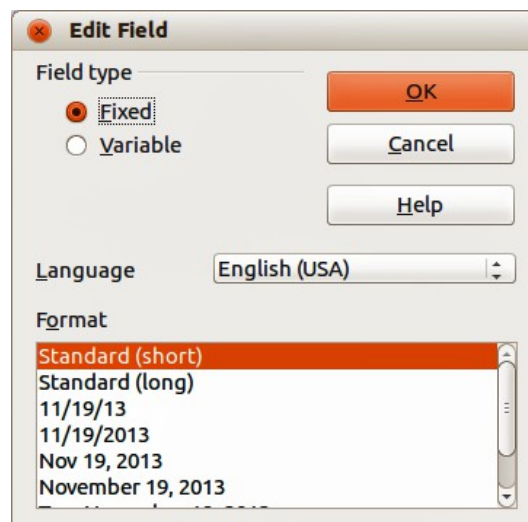 Edit Field
Field type
Fixed
Variable
OK
Cancel
Help
Language
English (USA)
Format
Standard (short)
Standard (long)
11/19/13
11/19/2013
Nov 19, 2013
November 19, 2013